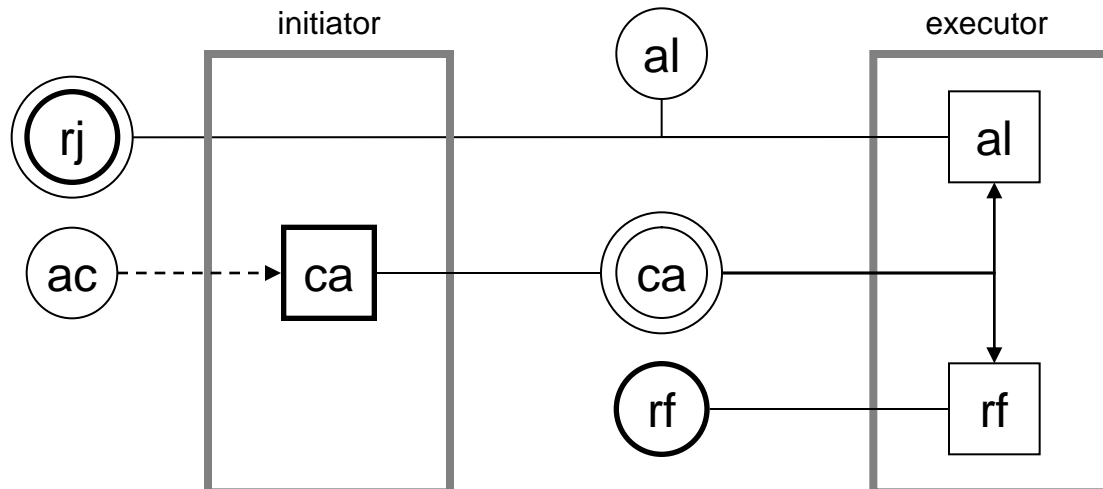 initiator
executor
al
rj
al
ac
ca
ca
rf
rf